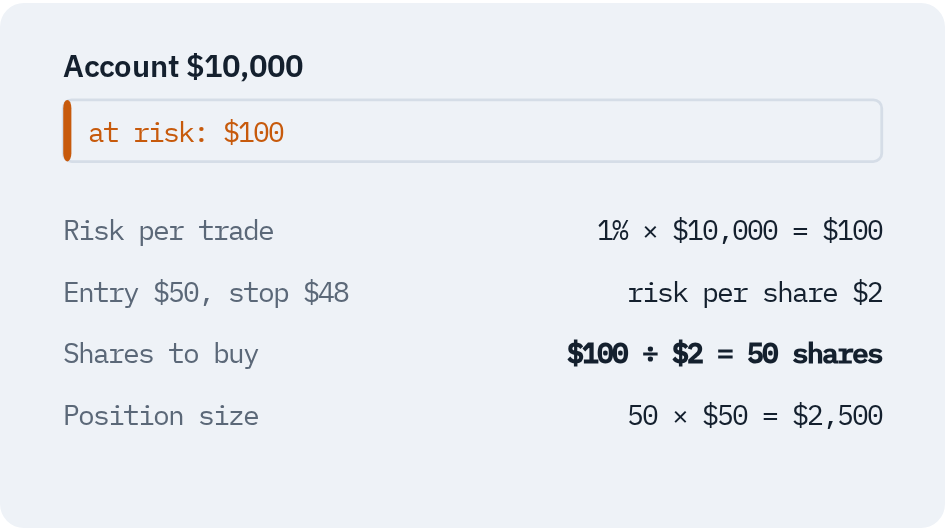 Account $10,000
at risk: $100
Risk per trade 1% × $10,000 = $100
Entry $50, stop $48 risk per share $2
Shares to buy $100 ÷ $2 = 50 shares
Position size 50 × $50 = $2,500